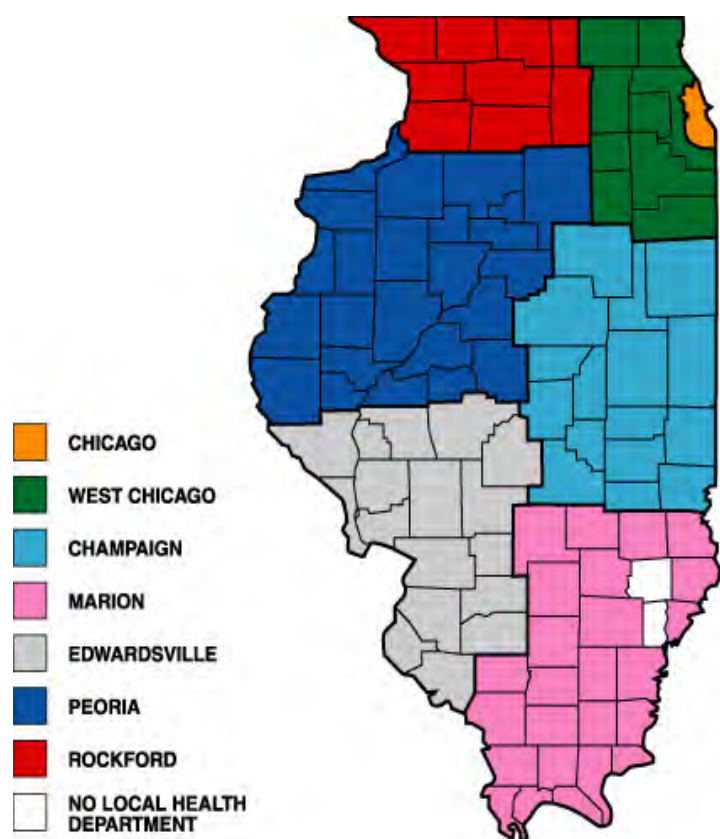 CHICAGO
WEST CHICAGO
CHAMPAIGN
MARION
EDWARDSVILLE
PEORIA
ROCKFORD
NO LOCAL HEALTH
DEPARTMENT